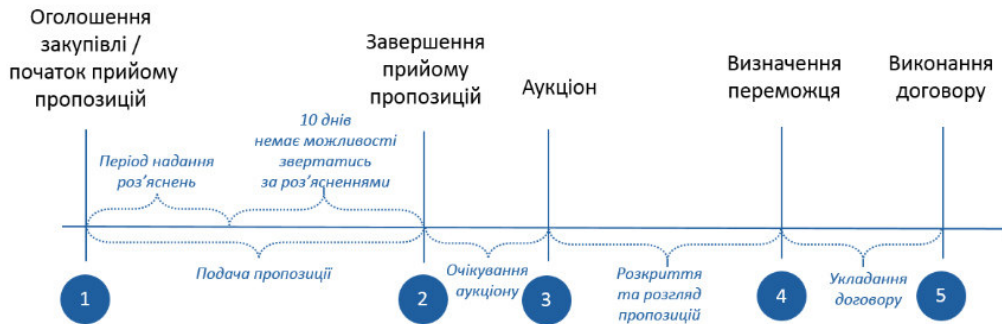 Оголошення
закупівлі /
початок прийому
пропозицій
Завершення
прийому
пропозицій
Аукціон
Визначення
переможця
Виконання
договору
Період надання
роз’яснень
10 днів
немає можливості
звертатись
за роз’ясненнями
Подача пропозиції
Очікування
аукціону
Розкриття
та розгляд
пропозицій
Укладання
договору
1
2
3
4
5